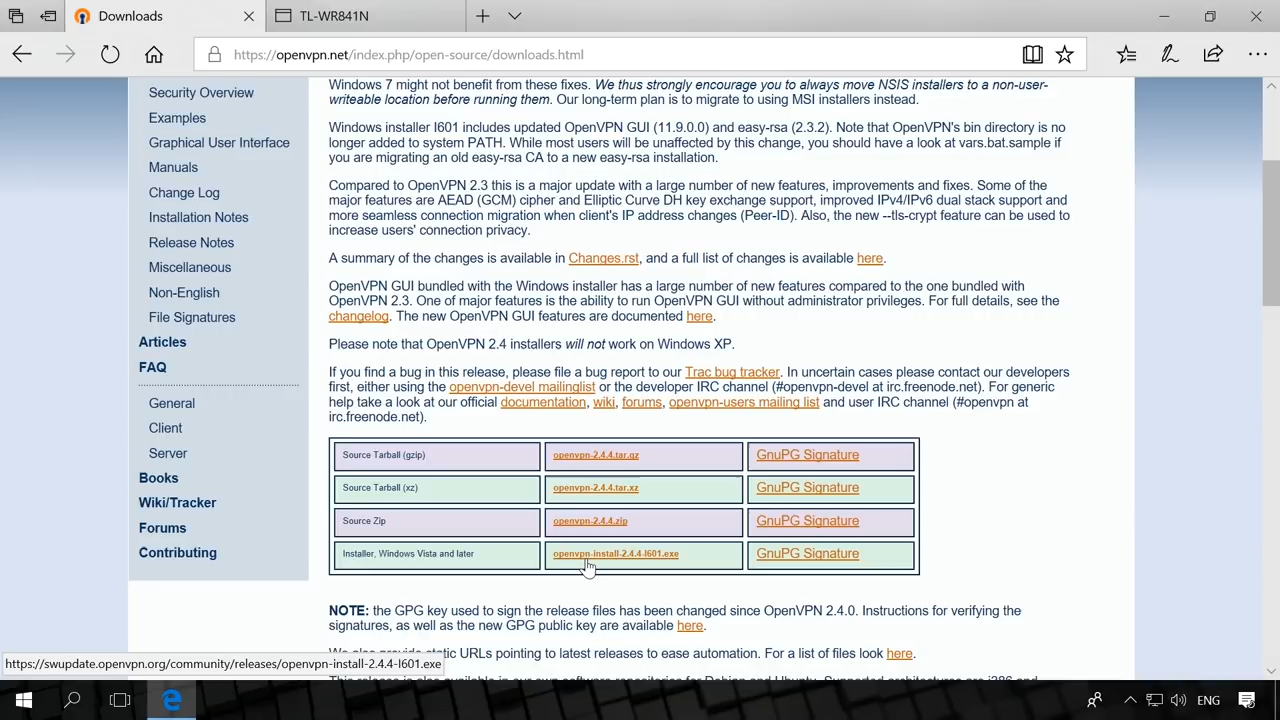 Downloads
TL-WR841N
https://openvpn.net/index.php/open-source/downloads.html
Security Overview
Examples
Graphical User Interface
Manuals
Change Log
Installation Notes
Release Notes
Miscellaneous
Non-English
File Signatures
Articles
FAQ
General
Client
Server
Books
Wiki/Tracker
Forums
Contributing
Windows 7 might not benefit from these fixes. We thus strongly encourage you to always move NSIS installers to a non-user-
writeable location before running them. Our long-term plan is to migrate to using MSI installers instead.
Windows installer I601 includes updated OpenVPN GUI (11.9.0.0) and easy-rsa (2.3.2). Note that OpenVPN's bin directory is no
longer added to system PATH. While most users will be unaffected by this change, you should have a look at vars.bat.sample if
you are migrating an old easy-rsa CA to a new easy-rsa installation.
Compared to OpenVPN 2.3 this is a major update with a large number of new features, improvements and fixes. Some of the
major features are AEAD (GCM) cipher and Elliptic Curve DH key exchange support, improved IPv4/IPv6 dual stack support and
more seamless connection migration when client's IP address changes (Peer-ID). Also, the new --tls-crypt feature can be used to
increase users' connection privacy.
A summary of the changes is available in Changes.rst, and a full list of changes is available here.
OpenVPN GUI bundled with the Windows installer has a large number of new features compared to the one bundled with
OpenVPN 2.3. One of major features is the ability to run OpenVPN GUI without administrator privileges. For full details, see the
changelog. The new OpenVPN GUI features are documented here.
Please note that OpenVPN 2.4 installers will not work on Windows XP.
If you find a bug in this release, please file a bug report to our Trac bug tracker. In uncertain cases please contact our developers
first, either using the openvpn-devel mailinglist or the developer IRC channel (#openvpn-devel at irc.freenode.net). For generic
help take a look at our official documentation, wiki, forums, openvpn-users mailing list and user IRC channel (#openvpn at
irc.freenode.net).
Source Tarball (gzip) openvpn-2.4.4.tar.gz GnuPG Signature
Source Tarball (xz) openvpn-2.4.4.tar.xz GnuPG Signature
Source Zip openvpn-2.4.4.zip GnuPG Signature
Installer, Windows Vista and later openvpn-install-2.4.4-I601.exe GnuPG Signature
NOTE: the GPG key used to sign the release files has been changed since OpenVPN 2.4.0. Instructions for verifying the
signatures, as well as the new GPG public key are available here.
URLs pointing to latest releases to ease automation. For a list of files look here.
https://swupdate.openvpn.org/community/releases/openvpn-install-2.4.4-I601.exe
ENG